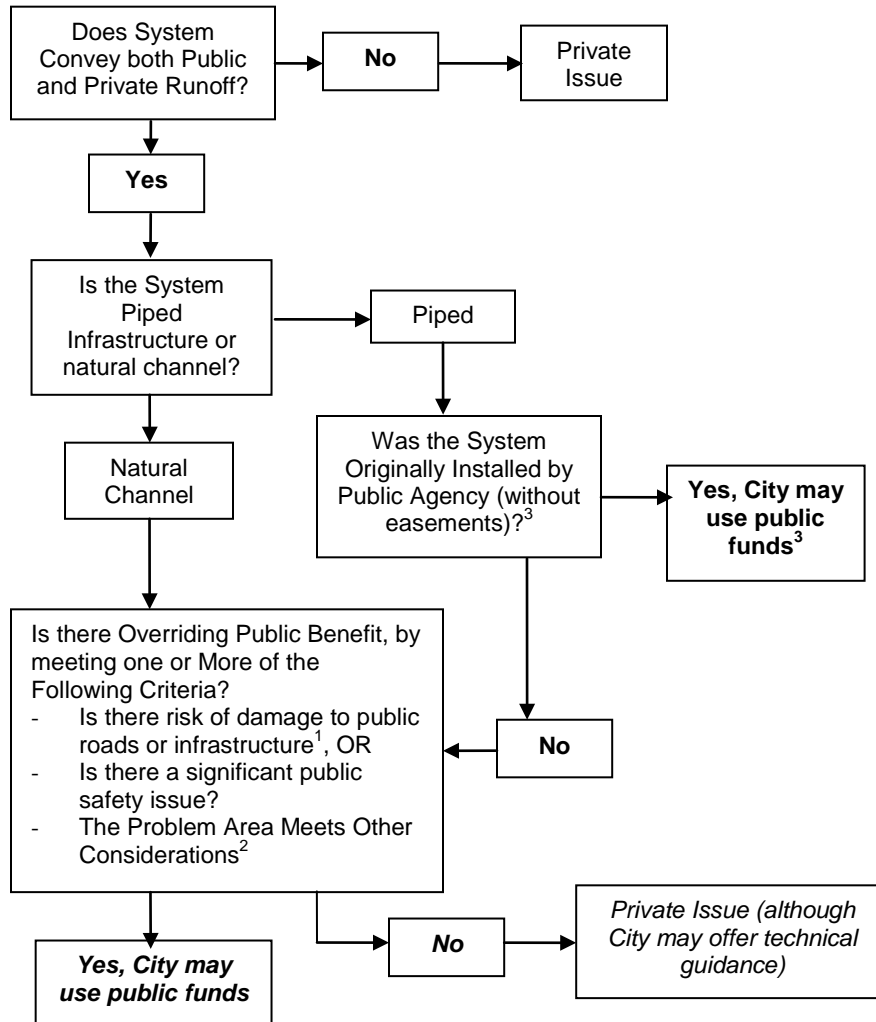 Does System
Convey both Public
and Private Runoff?
No
Private
Issue
Yes
Is the System
Piped
Infrastructure or
natural channel?
Piped
Natural
Channel
Was the System
Originally Installed by
Public Agency (without
easements)?³
Yes, City may
use public
funds³
Is there Overriding Public Benefit, by
meeting one or More of the
Following Criteria?
- Is there risk of damage to public
roads or infrastructure¹, OR
- Is there a significant public
safety issue?
- The Problem Area Meets Other
Considerations²
No
Yes, City may
use public funds
No
Private Issue (although
City may offer technical
guidance)